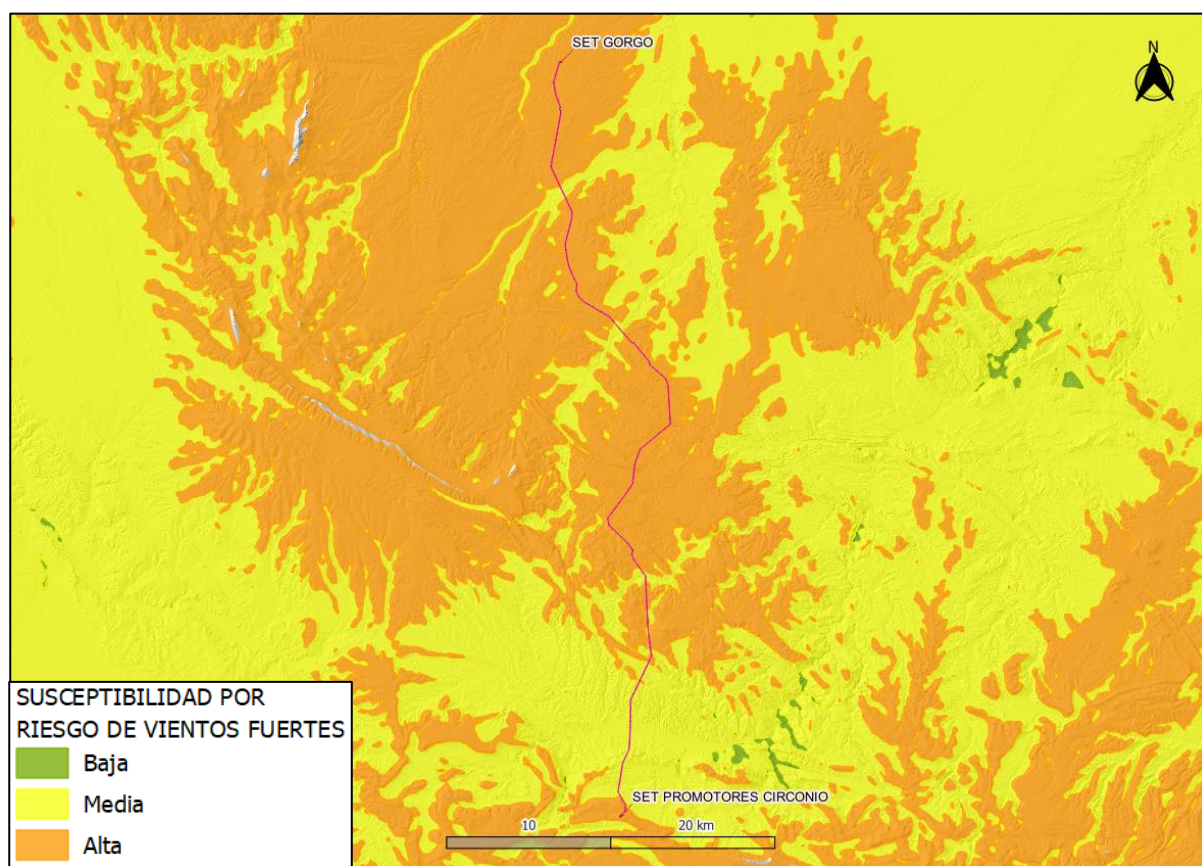 SET GORGO
N
SUSCEPTIBILIDAD POR
RIESGO DE VIENTOS FUERTES
Baja
Media
Alta
SET PROMOTORES CIRCONIO
10
20 km